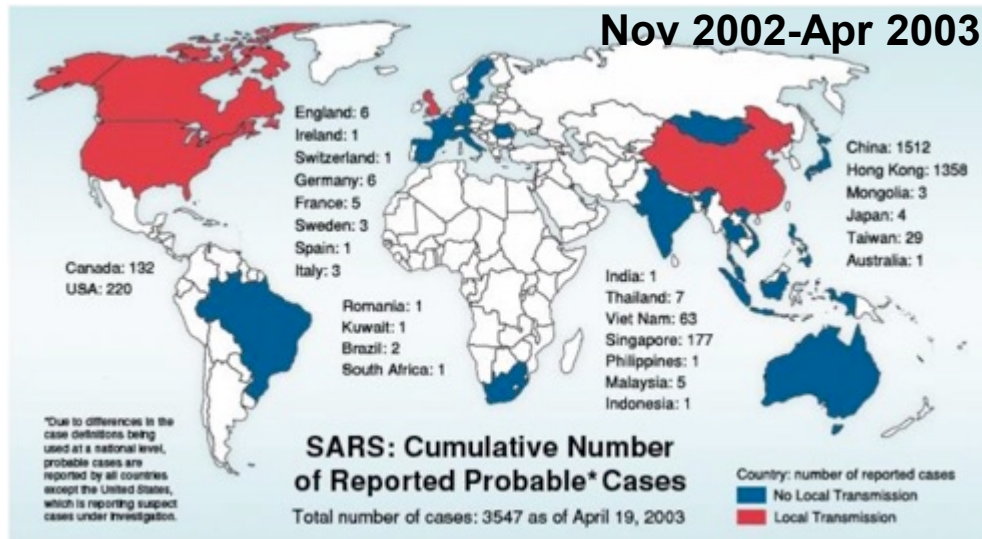 Nov 2002-Apr 2003
England: 6
Ireland: 1
Switzerland: 1
Germany: 6
France: 5
Sweden: 3
Spain: 1
Italy: 3
China: 1512
Hong Kong: 1358
Mongolia: 3
Japan: 4
Taiwan: 29
Australia: 1
Canada: 132
USA: 220
Romania: 1
Kuwait: 1
Brazil: 2
South Africa: 1
India: 1
Thailand: 7
Viet Nam: 63
Singapore: 177
Philippines: 1
Malaysia: 5
Indonesia: 1
*Due to differences in the
case definitions being
used at a national level,
probable cases are
reported by all countries
except the United States,
which is reporting suspect
cases under investigation.
SARS: Cumulative Number
of Reported Probable* Cases
Total number of cases: 3547 as of April 19, 2003
Country: number of reported cases
No Local Transmission
Local Transmission